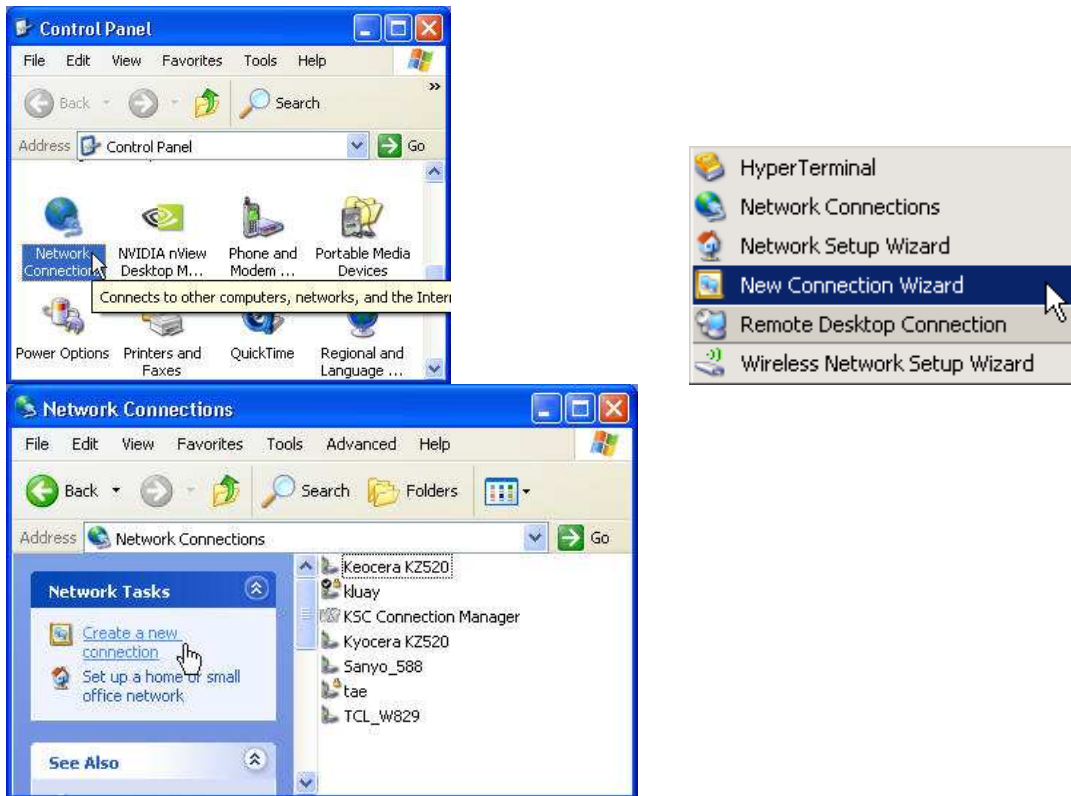 Control Panel
File Edit View Favorites Tools Help
Back Search »
Address Control Panel Go
Network Connection NVIDIA nView Desktop M... Phone and Modem ... Portable Media Devices
Connects to other computers, networks, and the Inter
Power Options Printers and Faxes QuickTime Regional and Language ...
HyperTerminal
Network Connections
Network Setup Wizard
New Connection Wizard
Remote Desktop Connection
Wireless Network Setup Wizard
Network Connections
File Edit View Favorites Tools Advanced Help
Back Search Folders
Address Network Connections Go
Network Tasks
Create a new
connection
Set up a home or small
office network
See Also
Keocera KZ520
kluay
KSC Connection Manager
Kyocera KZ520
Sanyo_588
tae
TCL_W829